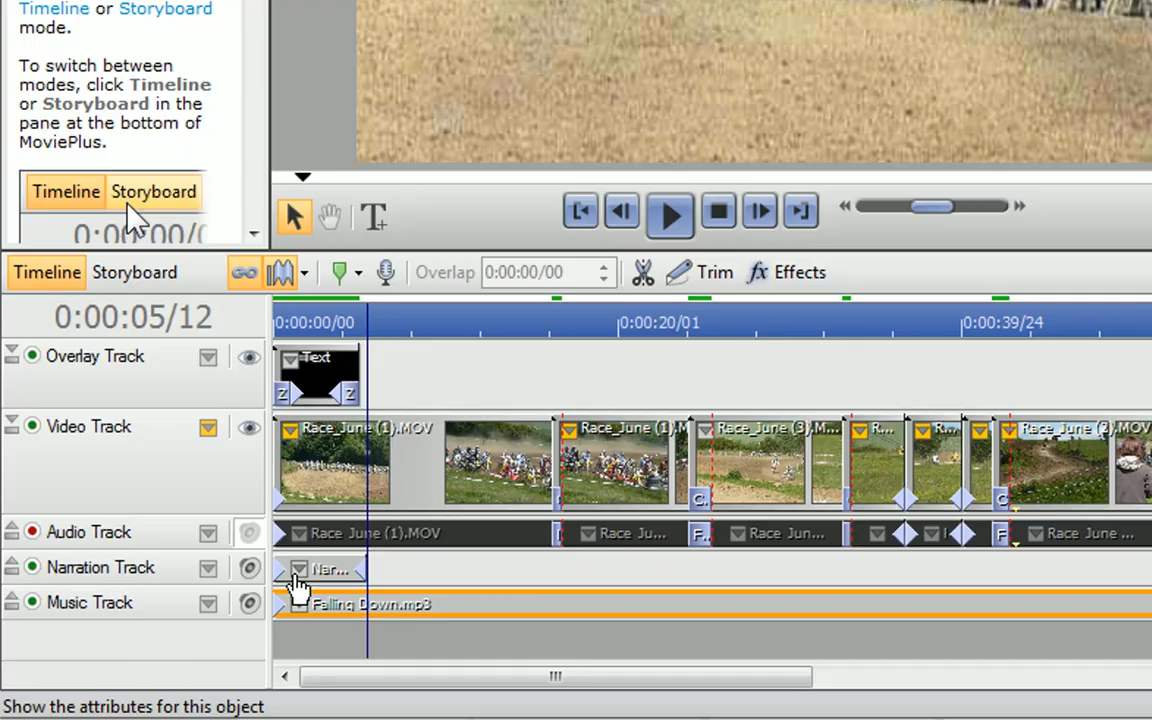 Timeline or Storyboard
mode.
To switch between
modes, click Timeline
or Storyboard in the
pane at the bottom of
MoviePlus.
Timeline Storyboard
Timeline Storyboard
Overlap 0:00:00/00
Trim
fx Effects
0:00:05/12
0:00:00/00 0:00:20/01 0:00:39/24
Overlay Track
Text
Z Z
Video Track
Race_June (1).MOV
Race_June (1).M
Race_June (3).M...
R...
R...
Race_June (2).MOV
C.
C
Audio Track
Race June (1).MOV
Race Ju...
F..
Race Jun...
F
Race June ...
Narration Track
Nar...
Music Track
Falling Down.mp3
Show the attributes for this object